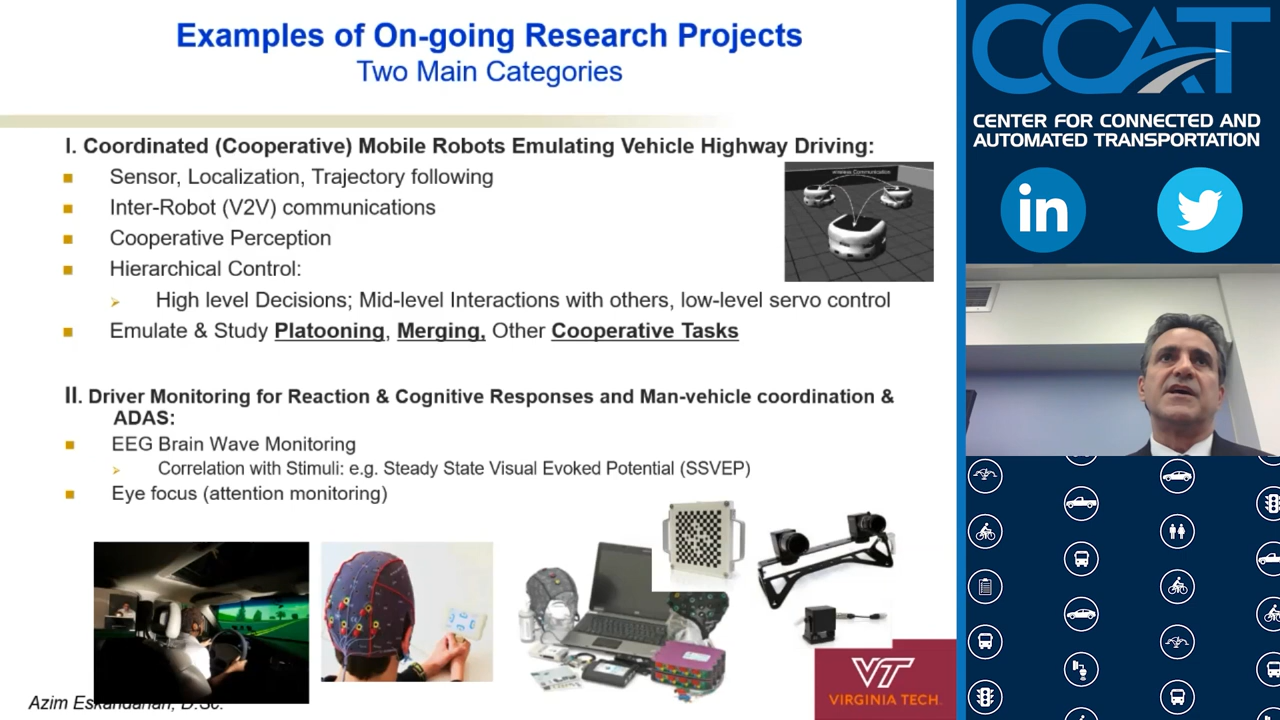 Examples of On-going Research Projects
Two Main Categories
I. Coordinated (Cooperative) Mobile Robots Emulating Vehicle Highway Driving:
Sensor, Localization, Trajectory following
Inter-Robot (V2V) communications
Cooperative Perception
Hierarchical Control:
High level Decisions; Mid-level Interactions with others, low-level servo control
Emulate & Study Platooning, Merging, Other Cooperative Tasks
Communication
II. Driver Monitoring for Reaction & Cognitive Responses and Man-vehicle coordination &
ADAS:
EEG Brain Wave Monitoring
Correlation with Stimuli: e.g. Steady State Visual Evoked Potential (SSVEP)
Eye focus (attention monitoring)
Azim Eskandarian, D.Sc.
VT
VIRGINIA TECH
CCAT
CENTER FOR CONNECTED AND
AUTOMATED TRANSPORTATION
in